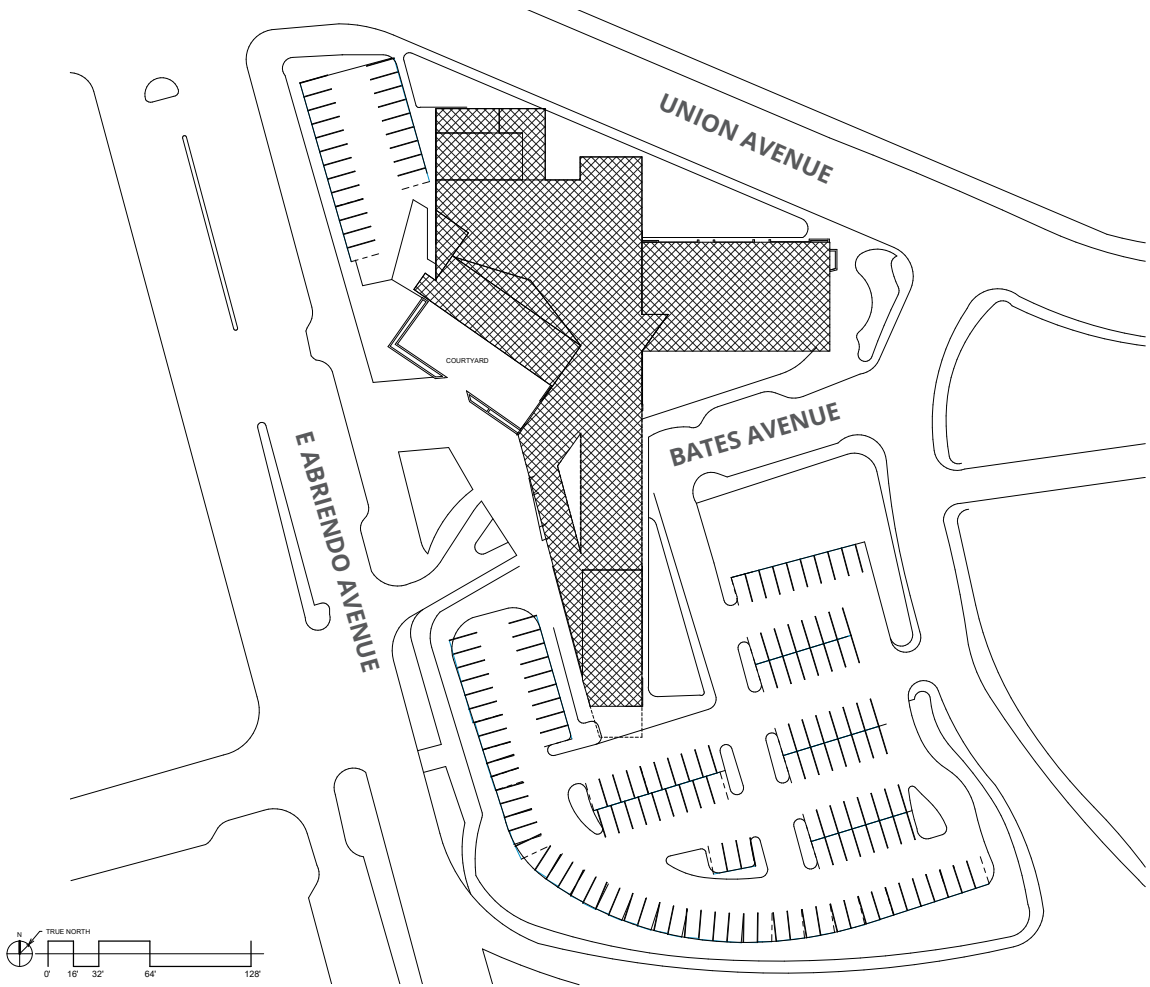 UNION AVENUE
COURTYARD
BATES AVENUE
E ABRIENDO AVENUE
N
TRUE NORTH
0' 16' 32' 64' 128'